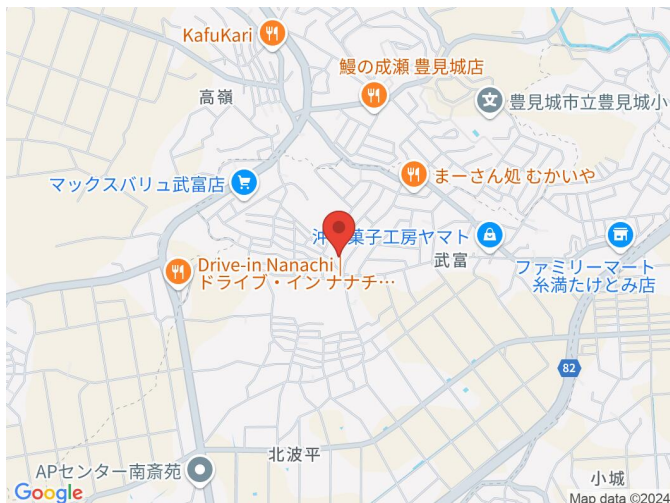 KafuKari
鰻の成瀬 豊見城店
高嶺
豊見城市立豊見城小
まーさん処 むかいや
マックスバリュ武富店
菓子工房ヤマト
武富
ファミリーマート
糸満たけとみ店
Drive-in Nanachi
ドライブ・イン ナナチ…
82
北波平
APセンター南斎苑
小城
Google
Map data ©2024